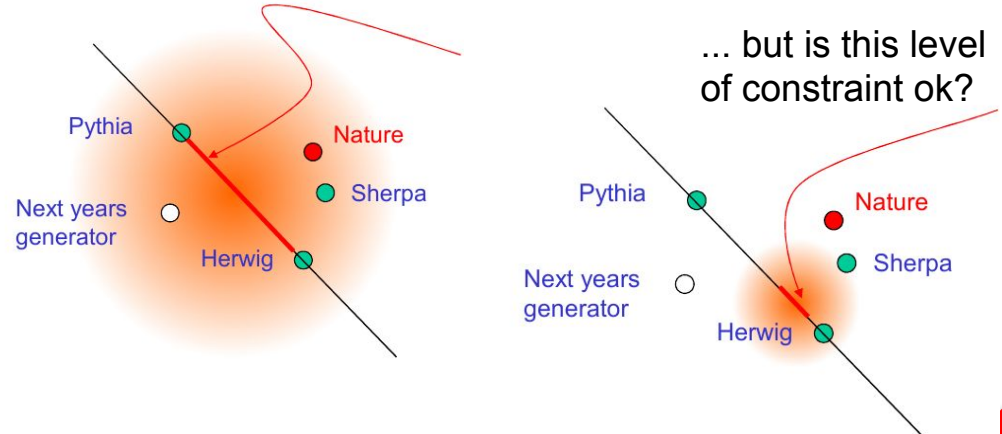 ... but is this level
of constraint ok?
Pythia
Nature
Sherpa
Next years
generator
Herwig
Pythia
Nature
Sherpa
Next years
generator
Herwig